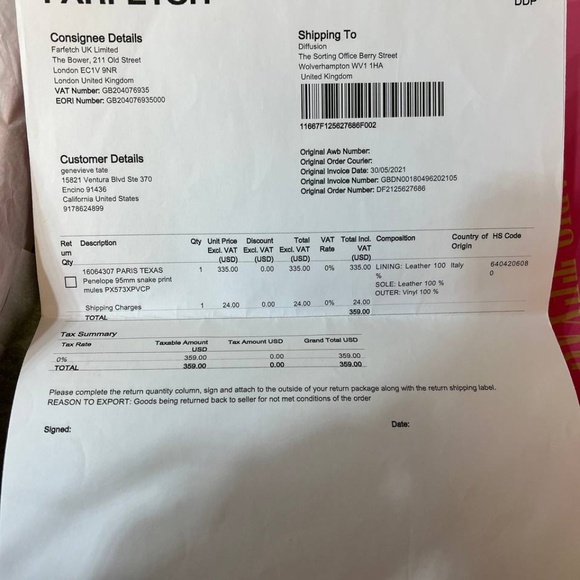 FARFETCH
DDP
Consignee Details
Farfetch UK Limited
The Bower, 211 Old Street
London EC1V 9NR
London United Kingdom
VAT Number: GB204076935
EORI Number: GB204076935000
Shipping To
Diffusion
The Sorting Office Berry Street
Wolverhampton WV1 1HA
United Kingdom
11667F125627686F002
Customer Details
genevieve tate
15821 Ventura Blvd Ste 370
Encino 91436
California United States
9178624899
Original Awb Number:
Original Order Courier:
Original Invoice Date: 30/05/2021
Original Invoice Number: GBDN00180496202105
Original Order Number: DF2125627686
Ret Description Qty Unit Price Discount Total VAT Total Incl. Composition Country of HS Code
urn Excl. VAT Excl. VAT Excl. VAT Rate VAT Origin
Qty (USD) (USD) (USD) (USD)
16064307 PARIS TEXAS 1 335.00 0.00 335.00 0% 335.00 LINING: Leather 100 Italy 640420608
Penelope 95mm snake print % 0
mules PX573XPVCP SOLE: Leather 100 %
OUTER: Vinyl 100 %
Shipping Charges 1 24.00 0.00 24.00 0% 24.00
TOTAL 359.00
Tax Summary
Tax Rate Taxable Amount Tax Amount USD Grand Total USD
USD
0% 359.00 0.00 359.00
TOTAL 359.00 0.00 359.00
Please complete the return quantity column, sign and attach to the outside of your return package along with the return shipping label.
REASON TO EXPORT: Goods being returned back to seller for not met conditions of the order
Signed: Date: